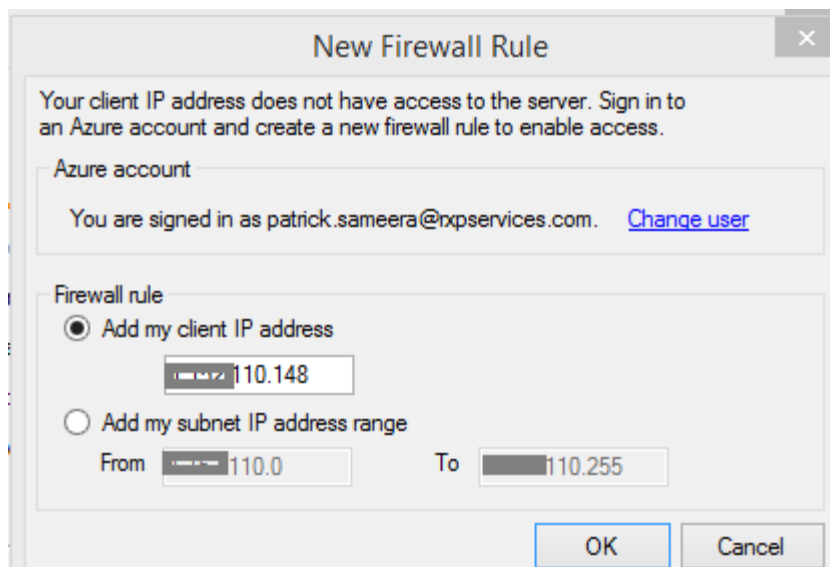 New Firewall Rule
Your client IP address does not have access to the server. Sign in to
an Azure account and create a new firewall rule to enable access.
Azure account
You are signed in as patrick.sameera@rxpservices.com. Change user
Firewall rule
Add my client IP address
110.148
Add my subnet IP address range
From 110.0 To 110.255
OK Cancel